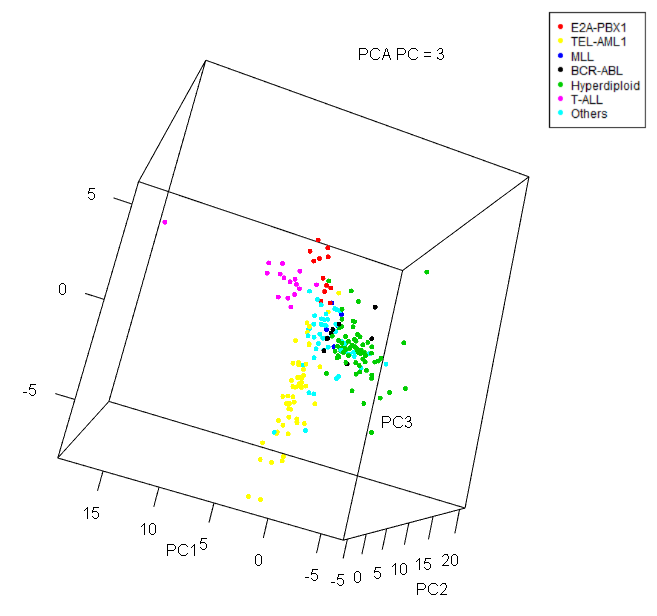 PCA PC = 3
E2A-PBX1
TEL-AML1
MLL
BCR-ABL
Hyperdiploid
T-ALL
Others
5
0
-5
PC3
15
10
5
0
-5
PC1
-5
0
5
10
15
20
PC2